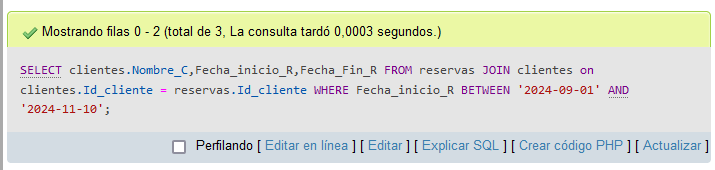 Mostrando filas 0 - 2 (total de 3, La consulta tardó 0,0003 segundos.)
SELECT clientes.Nombre_C,Fecha_inicio_R,Fecha_Fin_R FROM reservas JOIN clientes on
clientes.Id_cliente = reservas.Id_cliente WHERE Fecha_inicio_R BETWEEN '2024-09-01' AND
'2024-11-10';
Perfilando [ Editar en línea ] [ Editar ] [ Explicar SQL ] [ Crear código PHP ] [ Actualizar ]